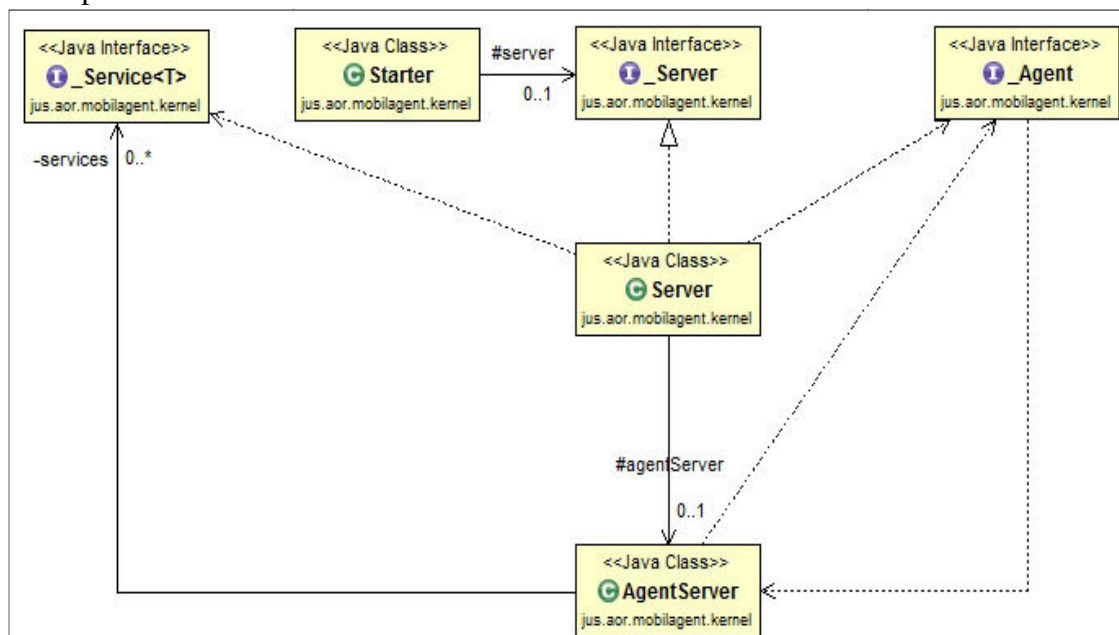 <<Java Interface>>
_Service<T>
jus.aor.mobilagent.kernel
<<Java Class>>
Starter
jus.aor.mobilagent.kernel
#server
0..1
<<Java Interface>>
_Server
jus.aor.mobilagent.kernel
<<Java Interface>>
_Agent
jus.aor.mobilagent.kernel
-services
0..*
<<Java Class>>
Server
jus.aor.mobilagent.kernel
#agentServer
0..1
<<Java Class>>
AgentServer
jus.aor.mobilagent.kernel